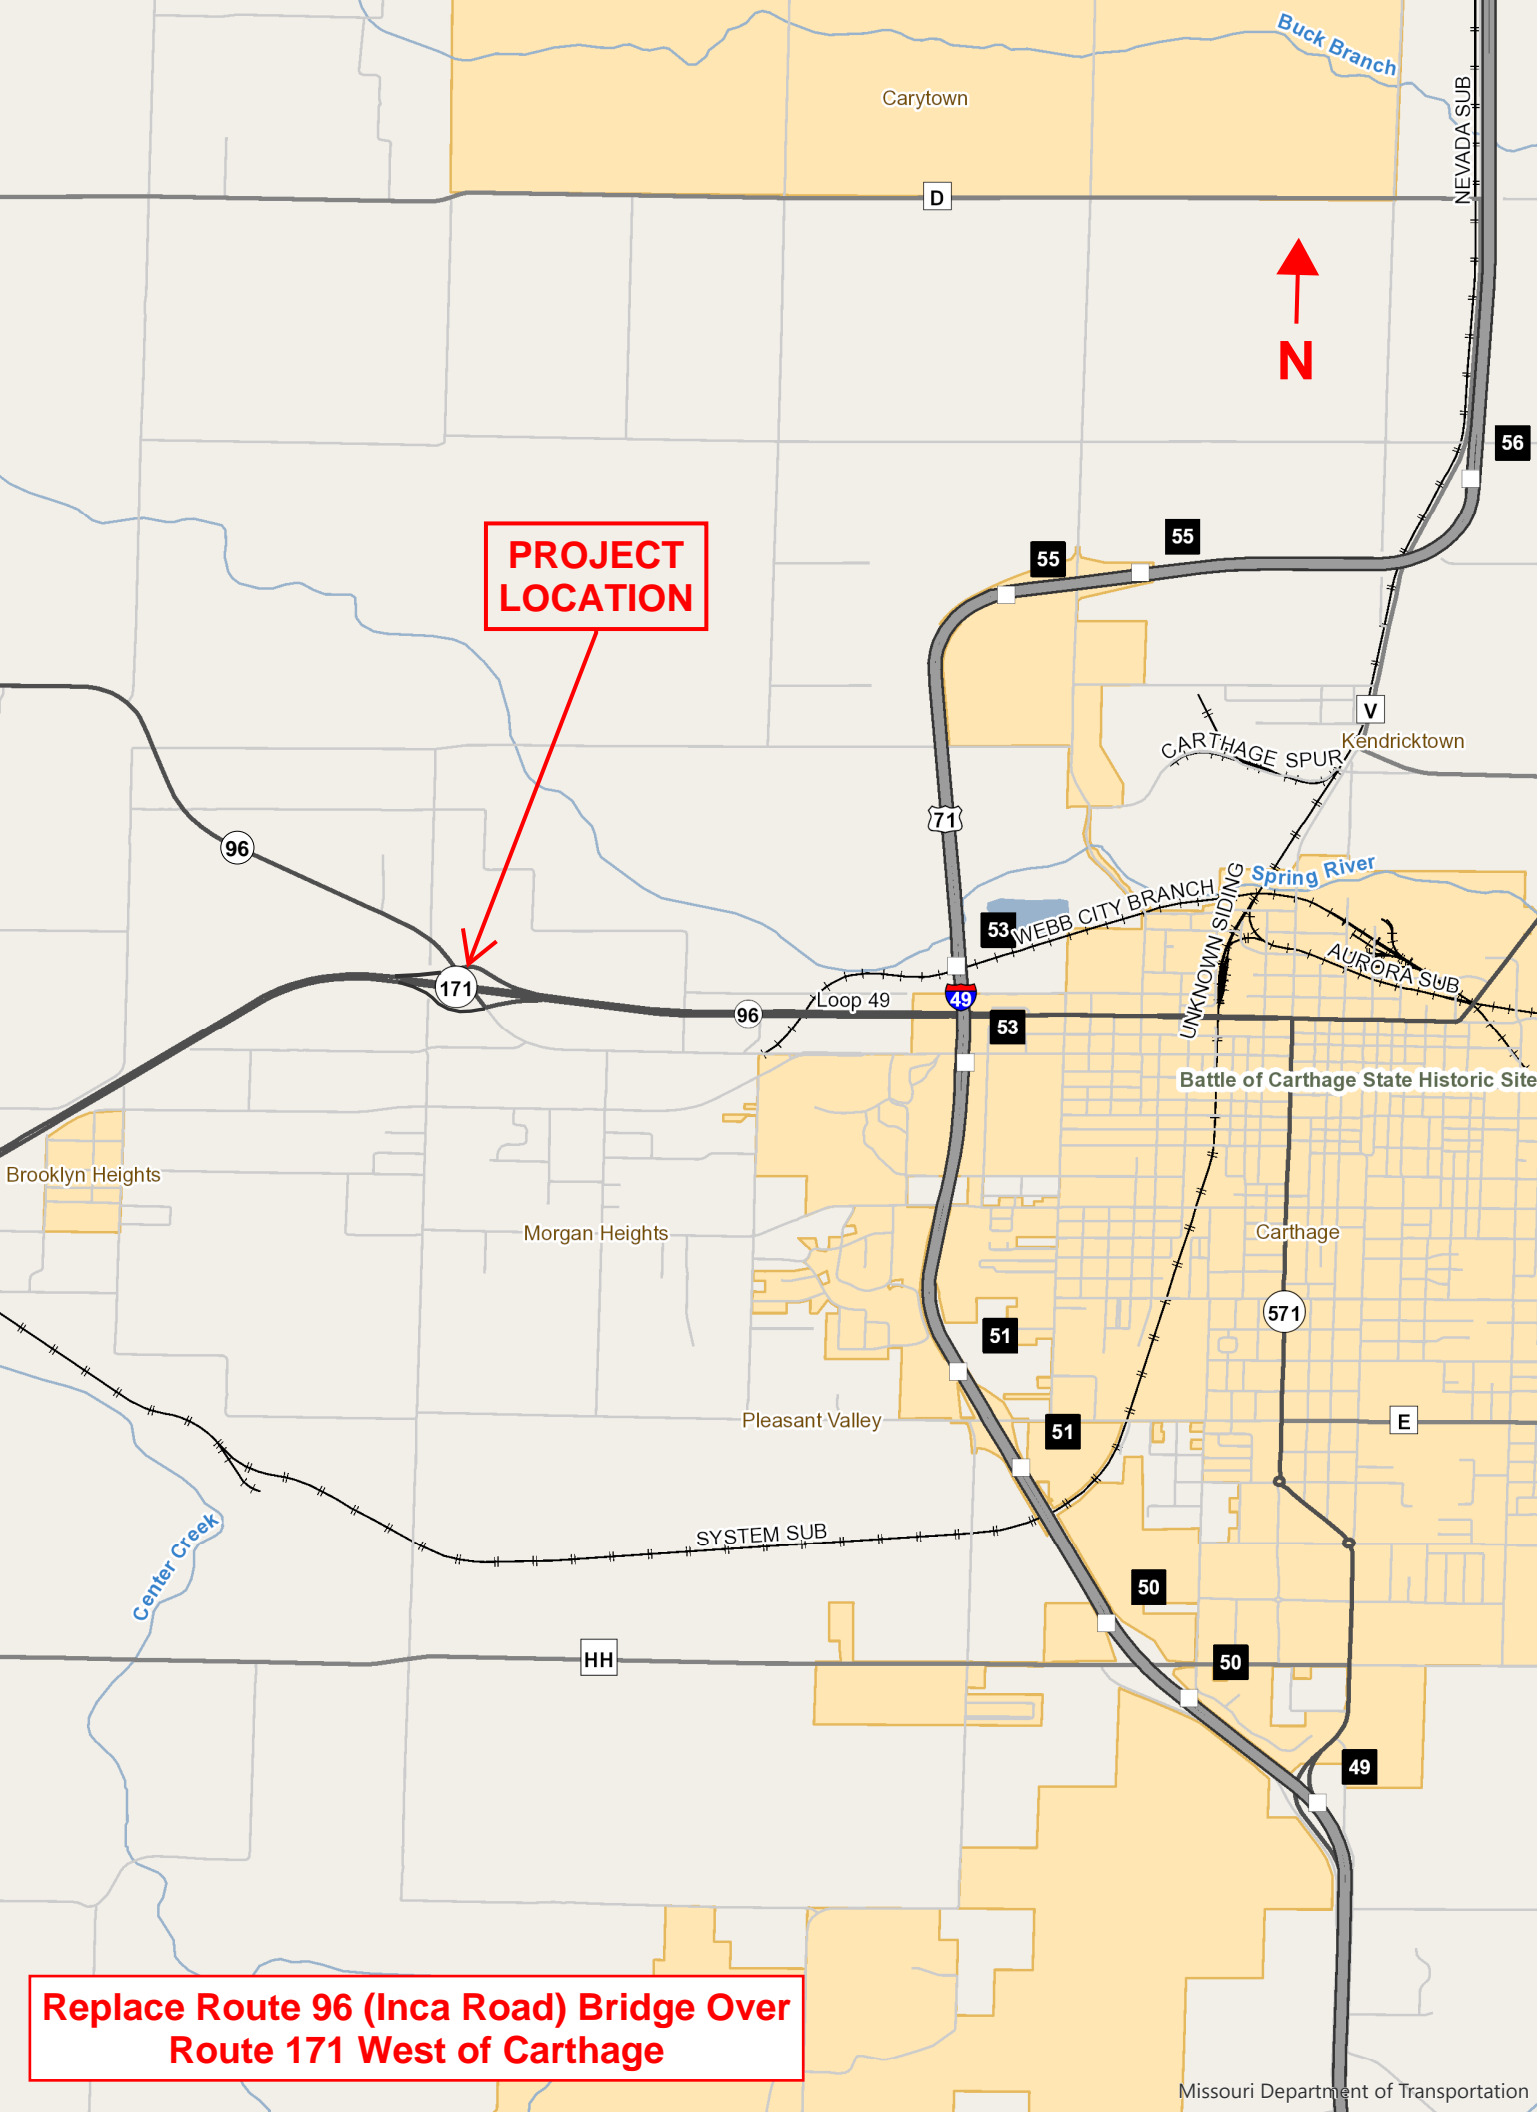 Buck Branch
Carytown
NEVADA SUB
D
N
56
PROJECT
LOCATION
55
55
V
Kendricktown
CARTHAGE SPUR
71
96
Spring River
WEBB CITY BRANCH
53
UNKNOWN SIDING
AURORA SUB
171
96
Loop 49
49
53
Battle of Carthage State Historic Site
Brooklyn Heights
Morgan Heights
Carthage
571
51
Pleasant Valley
E
51
SYSTEM SUB
Center Creek
50
HH
50
49
Replace Route 96 (Inca Road) Bridge Over
Route 171 West of Carthage
Missouri Department of Transportation